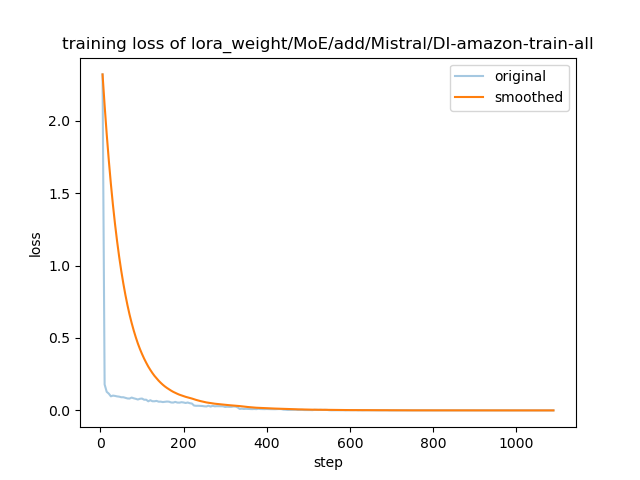 training loss of lora_weight/MoE/add/Mistral/DI-amazon-train-all
original
smoothed
2.0
1.5
1.0
0.5
0.0
loss
0
200
400
600
800
1000
step